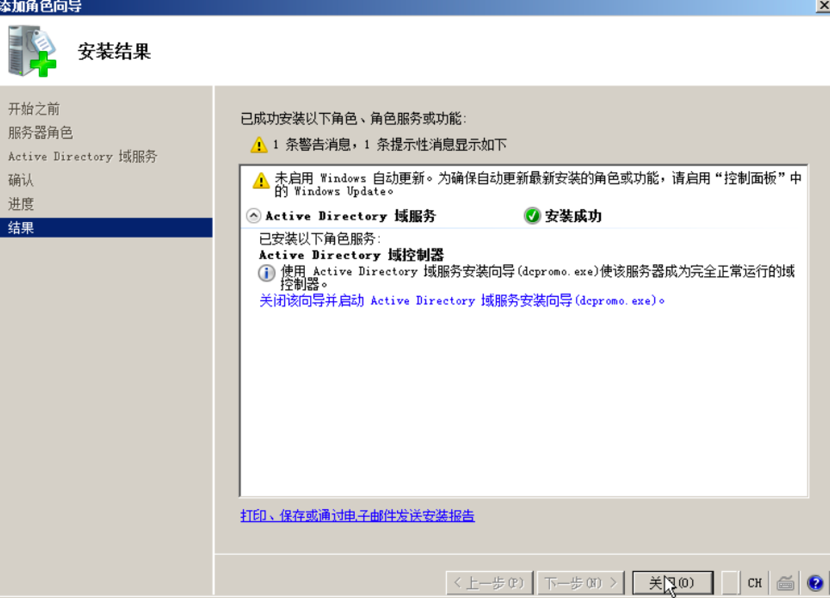 添加角色向导
安装结果
开始之前
服务器角色
Active Directory 域服务
确认
进度
结果
已成功安装以下角色、角色服务或功能:
1 条警告消息，1 条提示性消息显示如下
未启用 Windows 自动更新。为确保自动更新最新安装的角色或功能，请启用“控制面板”中
的 Windows Update。
Active Directory 域服务 安装成功
已安装以下角色服务:
Active Directory 域控制器
使用 Active Directory 域服务安装向导(dcpromo.exe)使该服务器成为完全正常运行的域
控制器。
关闭该向导并启动 Active Directory 域服务安装向导(dcpromo.exe)。
打印、保存或通过电子邮件发送安装报告
< 上一步(P) 下一步(N) > 关闭(O) CH